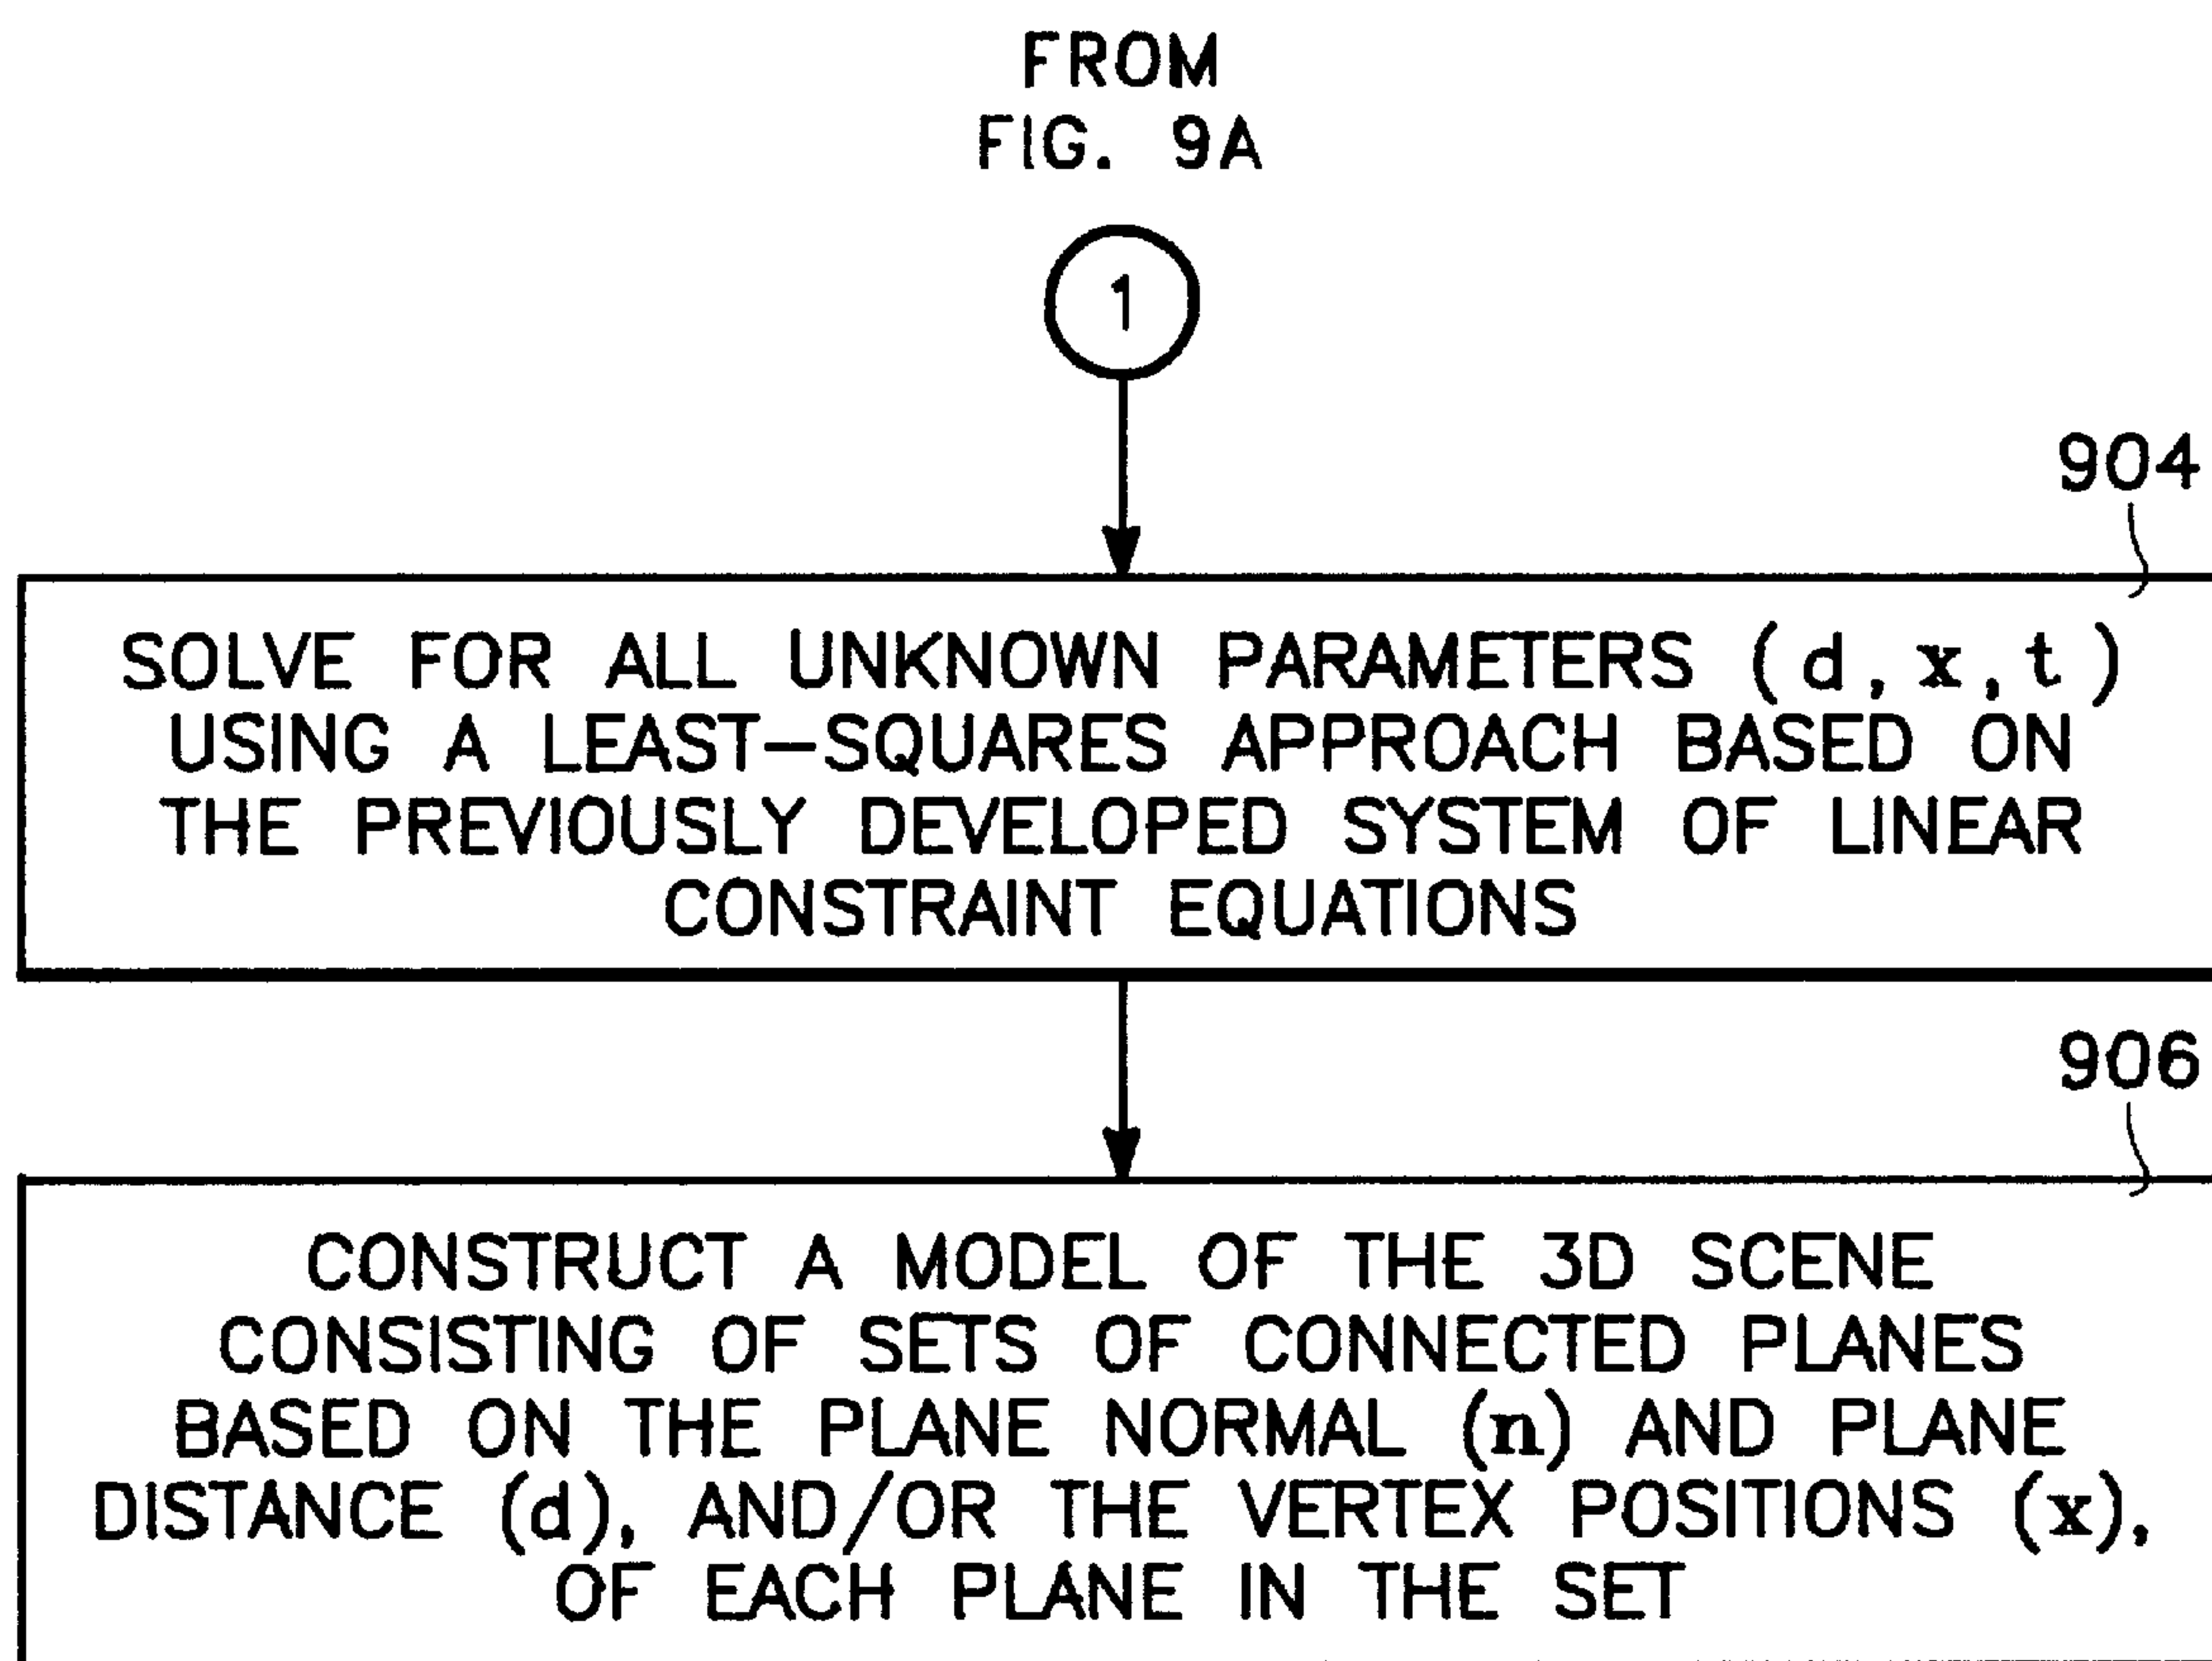 FROM
FIG. 9A
1
904
SOLVE FOR ALL UNKNOWN PARAMETERS (d, x, t)
USING A LEAST-SQUARES APPROACH BASED ON
THE PREVIOUSLY DEVELOPED SYSTEM OF LINEAR
CONSTRAINT EQUATIONS
906
CONSTRUCT A MODEL OF THE 3D SCENE
CONSISTING OF SETS OF CONNECTED PLANES
BASED ON THE PLANE NORMAL (n) AND PLANE
DISTANCE (d), AND/OR THE VERTEX POSITIONS (x),
OF EACH PLANE IN THE SET